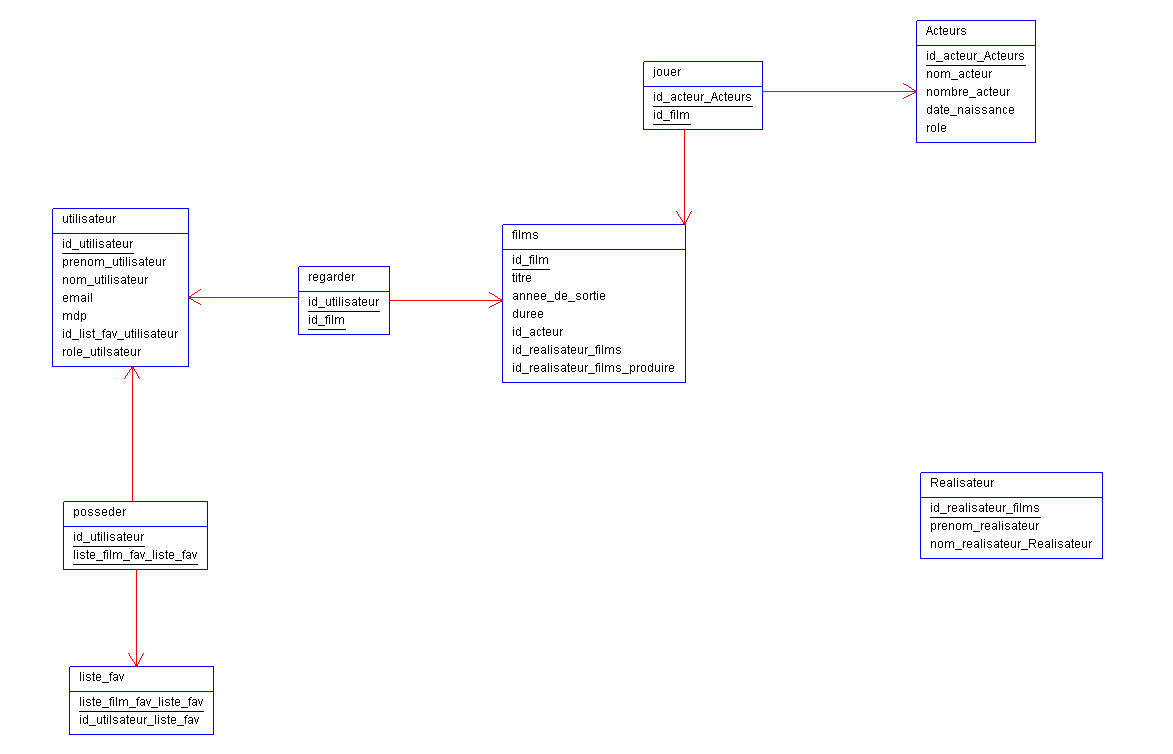 Acteurs
id_acteur_Acteurs
nom_acteur
nombre_acteur
date_naissance
role
jouer
id_acteur_Acteurs
id_film
utilisateur
id_utilisateur
prenom_utilisateur
nom_utilisateur
email
mdp
id_list_fav_utilisateur
role_utilsateur
regarder
id_utilisateur
id_film
films
id_film
titre
annee_de_sortie
duree
id_acteur
id_realisateur_films
id_realisateur_films_produire
Realisateur
id_realisateur_films
prenom_realisateur
nom_realisateur_Realisateur
posseder
id_utilisateur
liste_film_fav_liste_fav
liste_fav
liste_film_fav_liste_fav
id_utilsateur_liste_fav